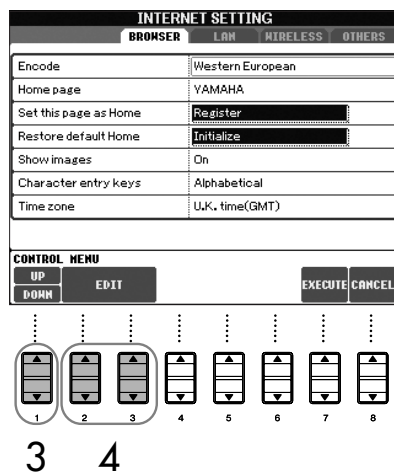 INTERNET SETTING
BROWSER LAN WIRELESS OTHERS
Encode Western European
Home page YAMAHA
Set this page as Home Register
Restore default Home Initialize
Show images On
Character entry keys Alphabetical
Time zone U.K. time(GMT)
CONTROL MENU
UP
DOWN
EDIT
EXECUTE
CANCEL
1 2 3 4 5 6 7 8
3 4